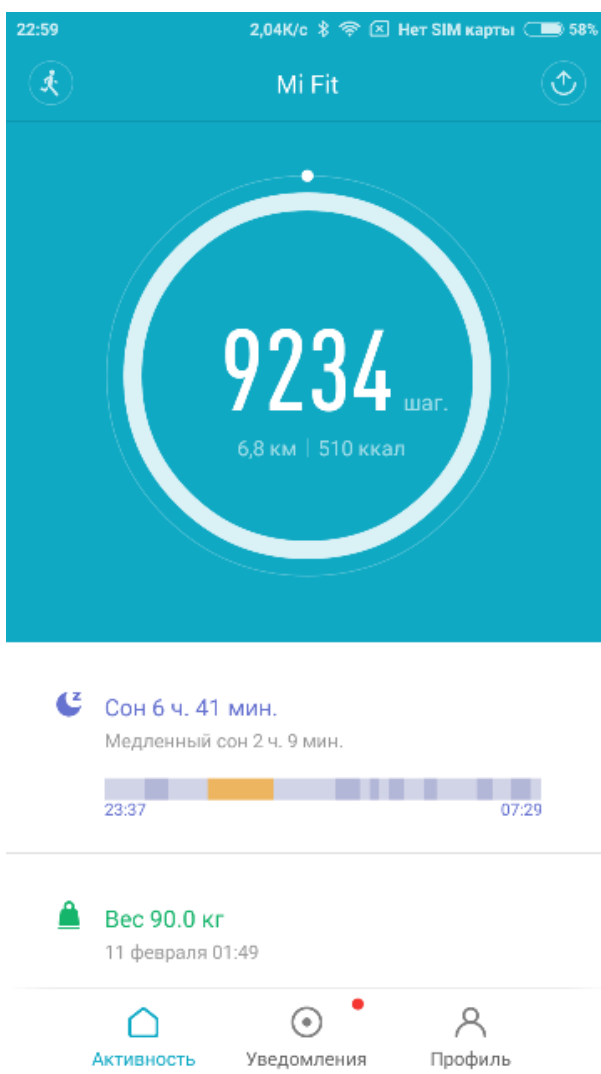 22:59 2,04K/c Нет SIM карты 58%
Mi Fit
9234 шаг.
6,8 км | 510 ккал
Сон 6 ч. 41 мин.
Медленный сон 2 ч. 9 мин.
23:37 07:29
Вес 90.0 кг
11 февраля 01:49
Активность Уведомления Профиль